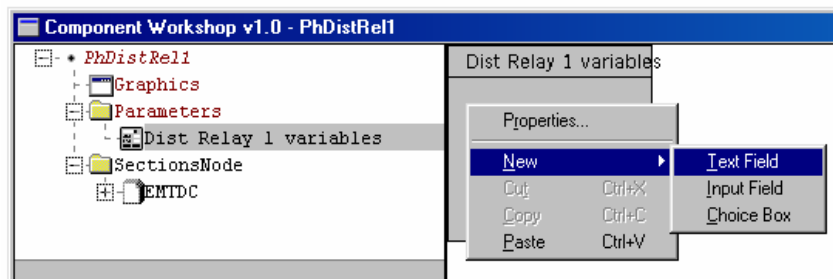 Component Workshop v1.0 - PhDistRel1
PhDistRel1
Graphics
Parameters
Dist Relay 1 variables
SectionsNode
EMTDC
Dist Relay 1 variables
Properties...
New
Cut Ctrl+X
Copy Ctrl+C
Paste Ctrl+V
Text Field
Input Field
Choice Box